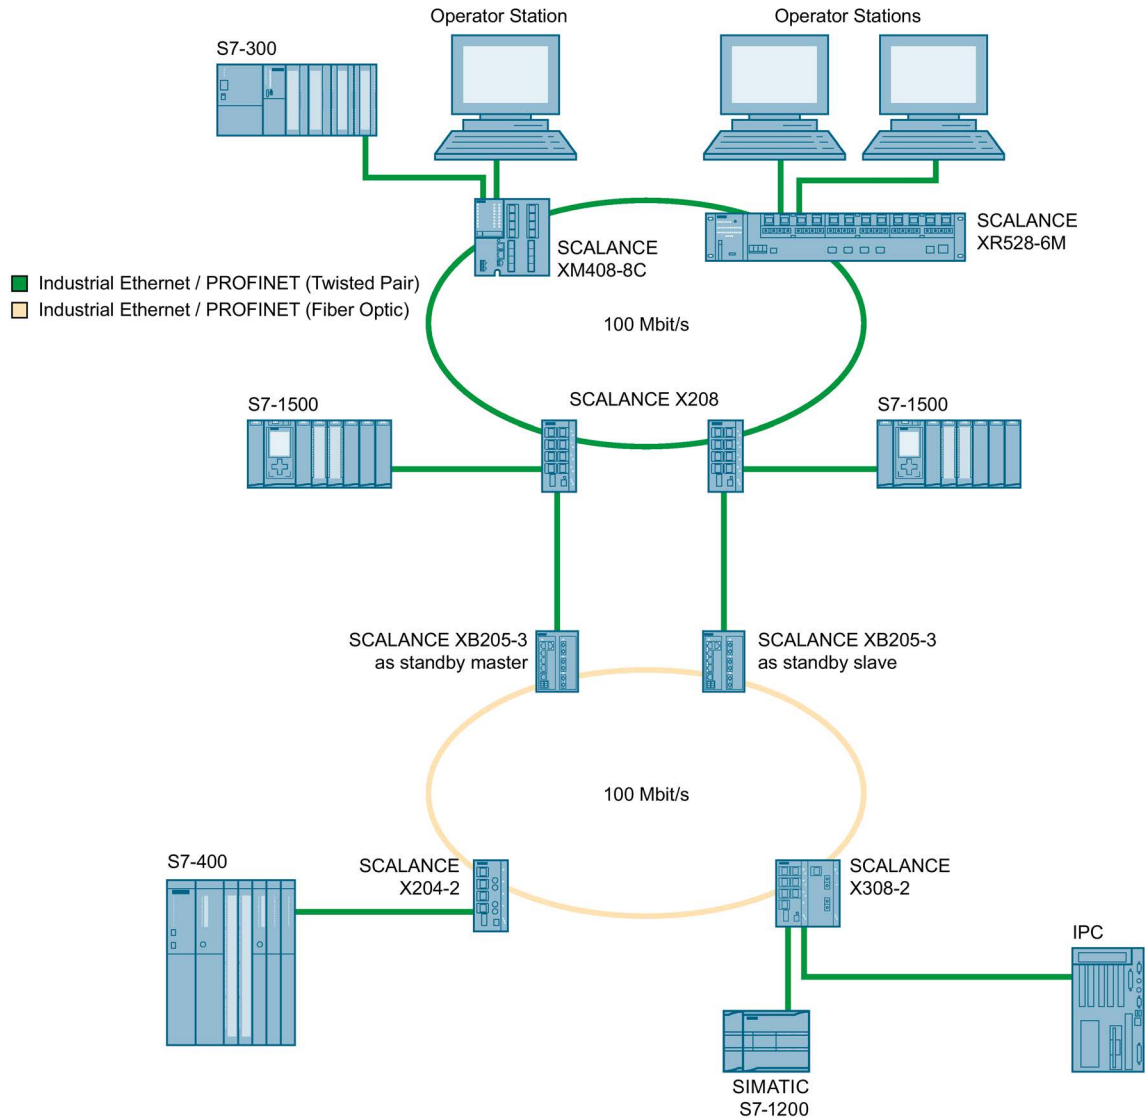 Operator Station
Operator Stations
S7-300
SCALANCE
XM408-8C
SCALANCE
XR528-6M
Industrial Ethernet / PROFINET (Twisted Pair)
Industrial Ethernet / PROFINET (Fiber Optic)
100 Mbit/s
SCALANCE X208
S7-1500
S7-1500
SCALANCE XB205-3
as standby master
SCALANCE XB205-3
as standby slave
100 Mbit/s
S7-400
SCALANCE
X204-2
SCALANCE
X308-2
IPC
SIMATIC
S7-1200